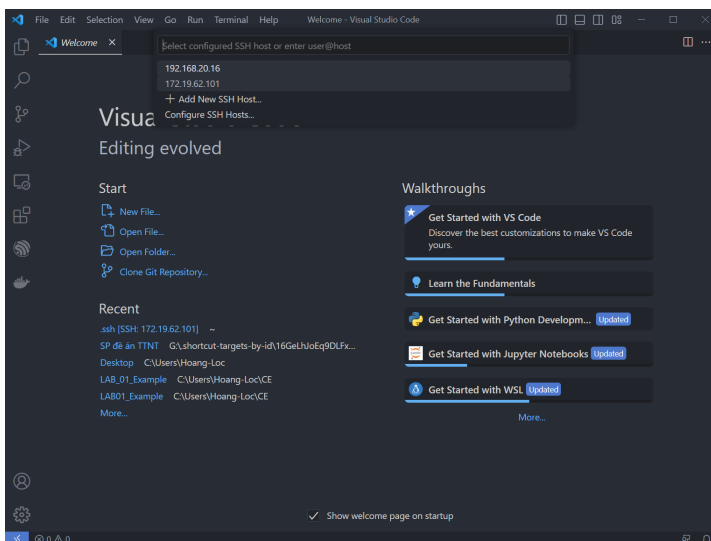 File Edit Selection View Go Run Terminal Help Welcome - Visual Studio Code
Welcome
Select configured SSH host or enter user@host
192.168.20.16
172.19.62.101
+ Add New SSH Host...
Configure SSH Hosts...
Editing evolved
Start
New File...
Open File...
Open Folder...
Clone Git Repository...
Recent
.ssh [SSH: 172.19.62.101] ~
SP đề án TTNT G:\.shortcut-targets-by-id\16GeLhJoEq9DLFx...
Desktop C:\Users\Hoang-Loc
LAB_01_Example C:\Users\Hoang-Loc\CE
LAB01_Example C:\Users\Hoang-Loc\CE
More...
Walkthroughs
Get Started with VS Code
Discover the best customizations to make VS Code
yours.
Learn the Fundamentals
Get Started with Python Developm... Updated
Get Started with Jupyter Notebooks Updated
Get Started with WSL Updated
More...
Show welcome page on startup
0 0